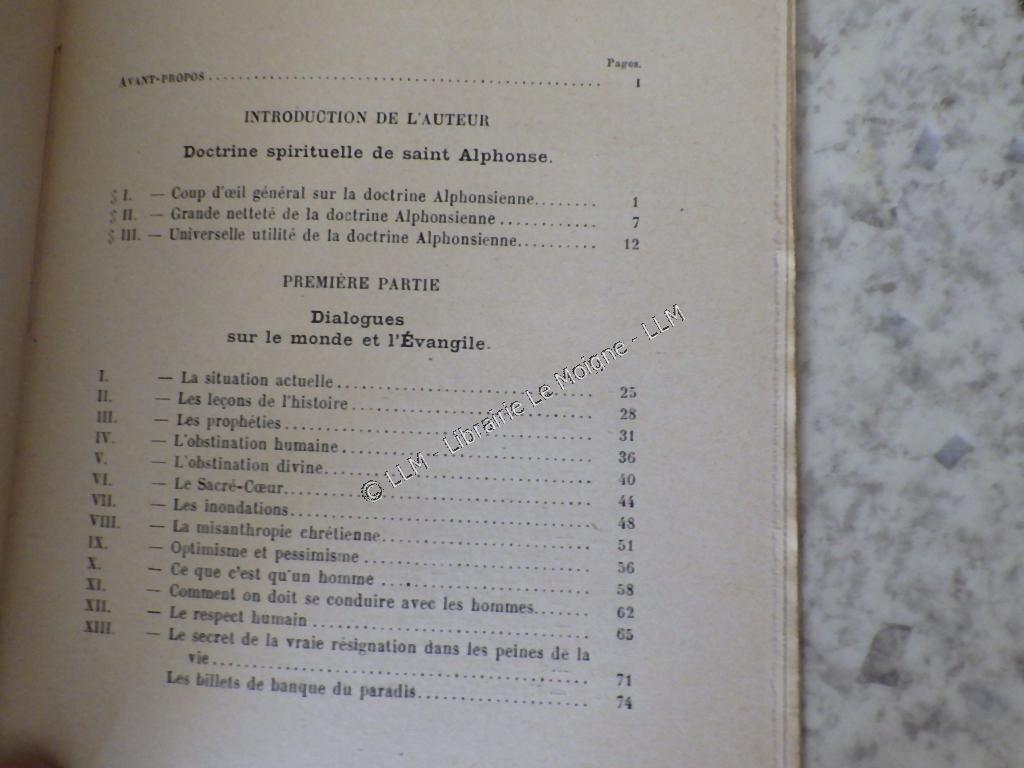 Pages.
AVANT-PROPOS........................................ I
INTRODUCTION DE L'AUTEUR
Doctrine spirituelle de saint Alphonse.
§ I. — Coup d'œil général sur la doctrine Alphonsienne........ 1
§ II. — Grande netteté de la doctrine Alphonsienne............ 7
§ III. — Universelle utilité de la doctrine Alphonsienne.......... 12
PREMIÈRE PARTIE
Dialogues
sur le monde et l'Évangile.
I. — La situation actuelle.............................. 25
II. — Les leçons de l'histoire............................ 28
III. — Les prophéties.................................. 31
IV. — L'obstination humaine............................ 36
V. — L'obstination divine.............................. 40
VI. — Le Sacré-Cœur.................................. 44
VII. — Les inondations................................ 48
VIII. — La misanthropie chrétienne........................ 51
IX. — Optimisme et pessimisme.......................... 56
X. — Ce que c'est qu'un homme........................ 58
XI. — Comment on doit se conduire avec les hommes....... 62
XII. — Le respect humain.............................. 65
XIII. — Le secret de la vraie résignation dans les peines de la
vie.......................................... 71
Les billets de banque du paradis.................. 74
© LLM - Librairie Le Moigne - LLM